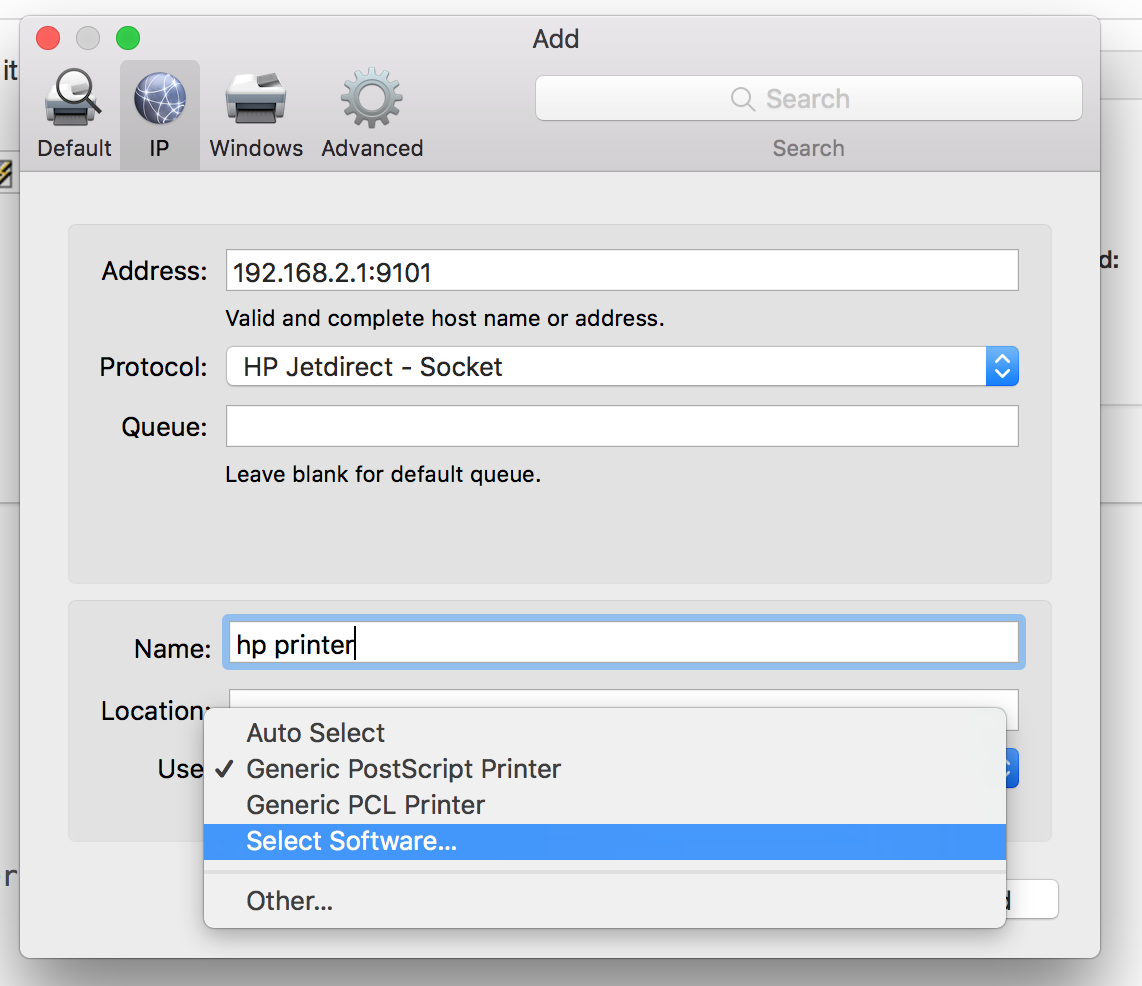 Add
it
Search
Default
IP
Windows
Advanced
Search
Address:
192.168.2.1:9101
d:
Valid and complete host name or address.
Protocol:
HP Jetdirect - Socket
Queue:
Leave blank for default queue.
Name:
hp printer
Location:
Auto Select
Use
✓ Generic PostScript Printer
Generic PCL Printer
Select Software...
r
Other...